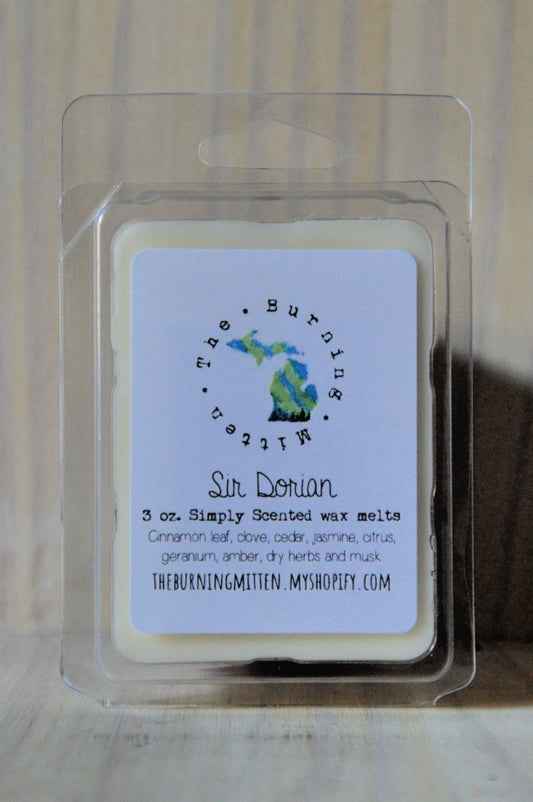 The • Burning • Mitten •
Sir Dorian
3 oz. Simply Scented wax melts
Cinnamon leaf, clove, cedar, jasmine, citrus,
geranium, amber, dry herbs and musk
THEBURNINGMITTEN.MYSHOPIFY.COM